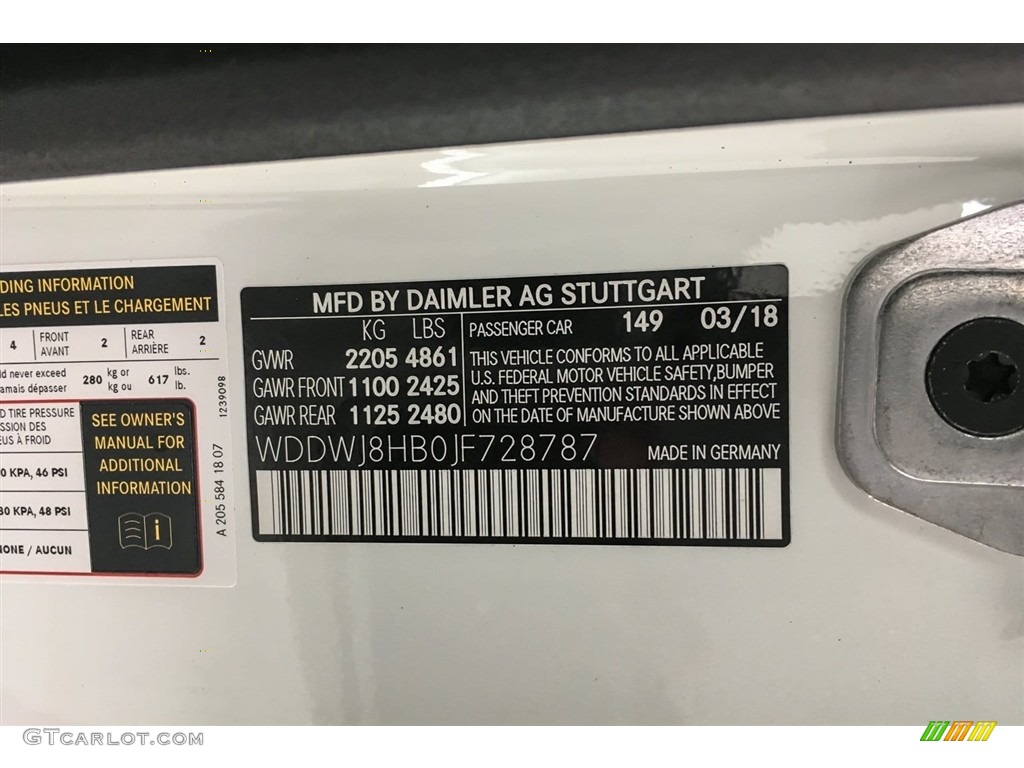 DING INFORMATION
LES PNEUS ET LE CHARGEMENT
4 FRONT AVANT 2 REAR ARRIÈRE 2
d never exceed 280 kg or 617 lbs.
amais dépasser kg ou lb.
D TIRE PRESSURE
SSION DES
S À FROID
0 KPA, 46 PSI
30 KPA, 48 PSI
NONE / AUCUN
SEE OWNER'S
MANUAL FOR
ADDITIONAL
INFORMATION
i
A 205 584 18 07 1239098
MFD BY DAIMLER AG STUTTGART
KG LBS
GVWR 2205 4861
GAWR FRONT 1100 2425
GAWR REAR 1125 2480
PASSENGER CAR 149 03/18
THIS VEHICLE CONFORMS TO ALL APPLICABLE
U.S. FEDERAL MOTOR VEHICLE SAFETY,BUMPER
AND THEFT PREVENTION STANDARDS IN EFFECT
ON THE DATE OF MANUFACTURE SHOWN ABOVE
WDDWJ8HB0JF728787 MADE IN GERMANY
GTCARLOT.COM